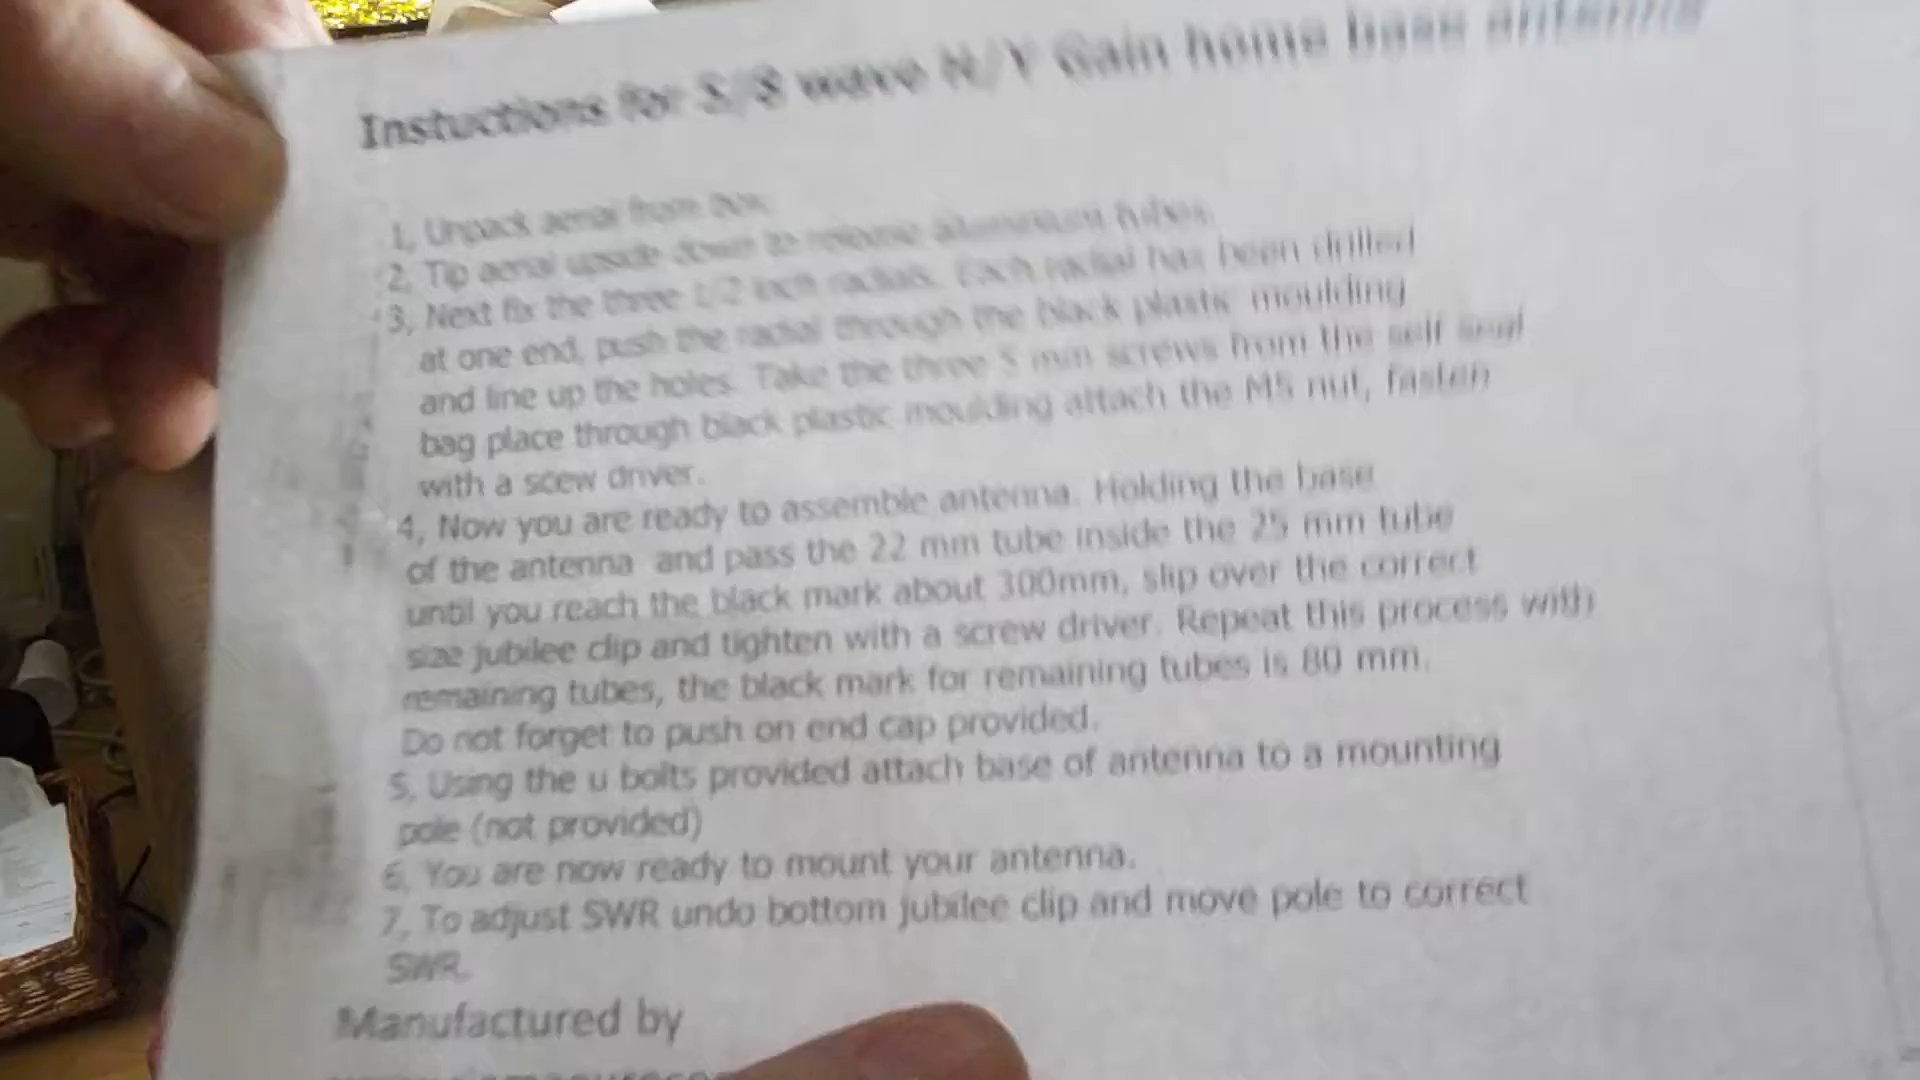 Instuctions for 5/8 wave H/Y Gain home base antenna
1, Unpack aerial from box
2, Tip aerial upside down to release aluminium tubes.
3, Next fix the three 1/2 inch radials. Each radial has been drilled
at one end, push the radial through the black plastic moulding
and line up the holes. Take the three 5 mm screws from the self seal
bag place through black plastic moulding attach the M5 nut, fasten
with a scew driver.
4, Now you are ready to assemble antenna. Holding the base
of the antenna and pass the 22 mm tube inside the 25 mm tube
until you reach the black mark about 300mm, slip over the correct
size jubilee clip and tighten with a screw driver. Repeat this process with
remaining tubes, the black mark for remaining tubes is 80 mm.
Do not forget to push on end cap provided.
5, Using the u bolts provided attach base of antenna to a mounting
pole (not provided)
6, You are now ready to mount your antenna.
7, To adjust SWR undo bottom jubilee clip and move pole to correct
SWR.
Manufactured by